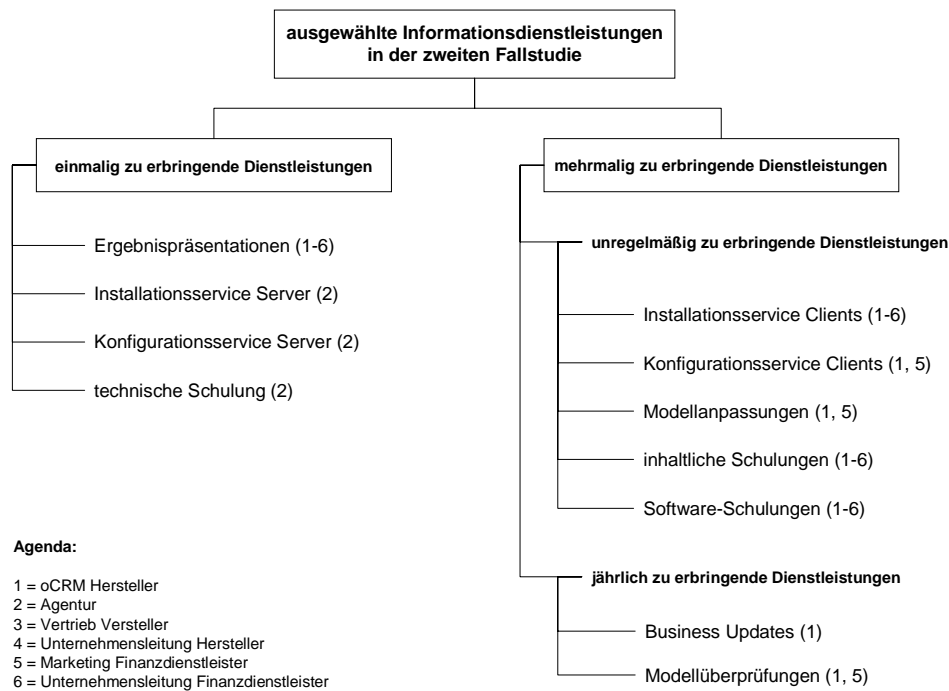 ausgewählte Informationsdienstleistungen
in der zweiten Fallstudie
einmalig zu erbringende Dienstleistungen
Ergebnispräsentationen (1-6)
Installationsservice Server (2)
Konfigurationsservice Server (2)
technische Schulung (2)
mehrmalig zu erbringende Dienstleistungen
unregelmäßig zu erbringende Dienstleistungen
Installationsservice Clients (1-6)
Konfigurationsservice Clients (1, 5)
Modellanpassungen (1, 5)
inhaltliche Schulungen (1-6)
Software-Schulungen (1-6)
jährlich zu erbringende Dienstleistungen
Business Updates (1)
Modellüberprüfungen (1, 5)
Agenda:
1 = oCRM Hersteller
2 = Agentur
3 = Vertrieb Versteller
4 = Unternehmensleitung Hersteller
5 = Marketing Finanzdienstleister
6 = Unternehmensleitung Finanzdienstleister